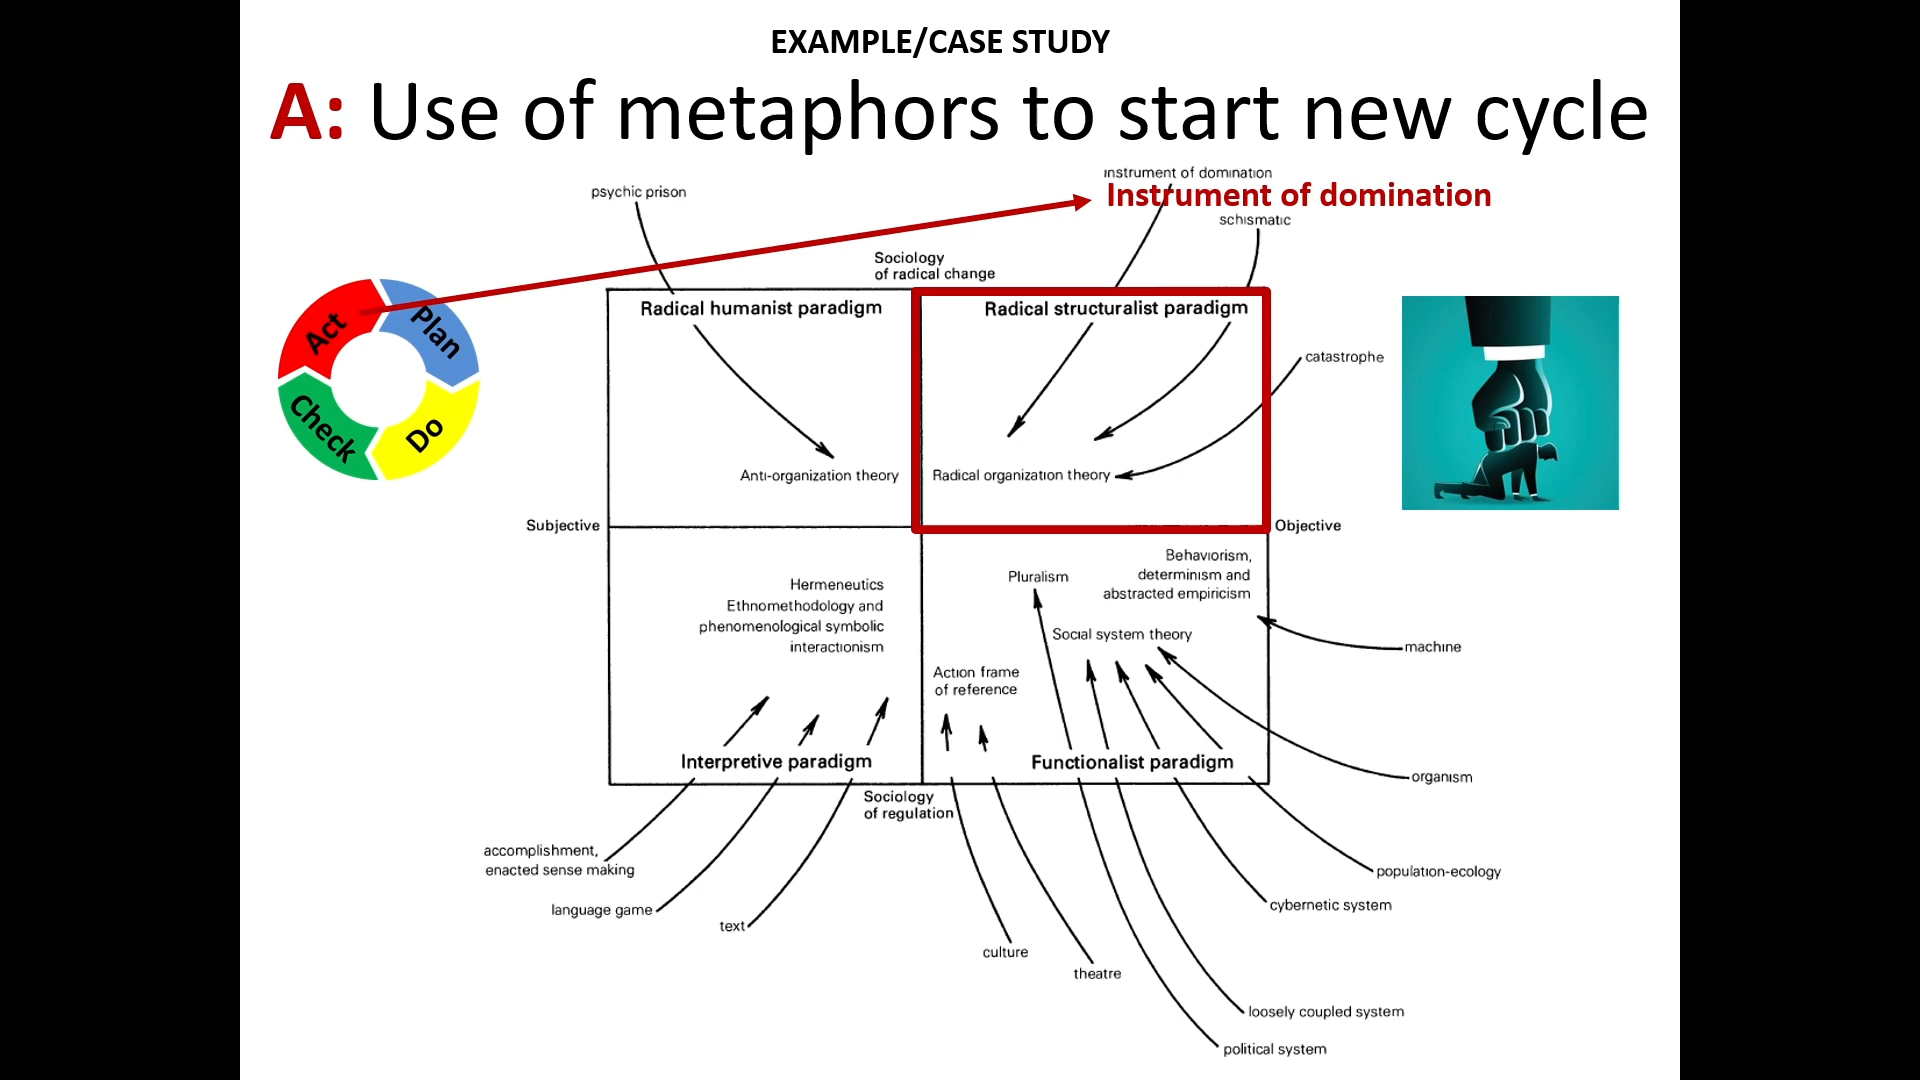 EXAMPLE/CASE STUDY
A: Use of metaphors to start new cycle
instrument of domination
psychic prison
Instrument of domination
schismatic
Sociology
of radical change
Radical humanist paradigm
Radical structuralist paradigm
Act
Plan
Check
Do
catastrophe
Anti-organization theory
Radical organization theory
Subjective
Objective
Behaviorism,
determinism and
abstracted empiricism
Pluralism
Hermeneutics
Ethnomethodology and
phenomenological symbolic
interactionism
Social system theory
machine
Action frame
of reference
Interpretive paradigm
Functionalist paradigm
organism
Sociology
of regulation
accomplishment,
enacted sense making
population-ecology
language game
cybernetic system
text
culture
theatre
loosely coupled system
political system